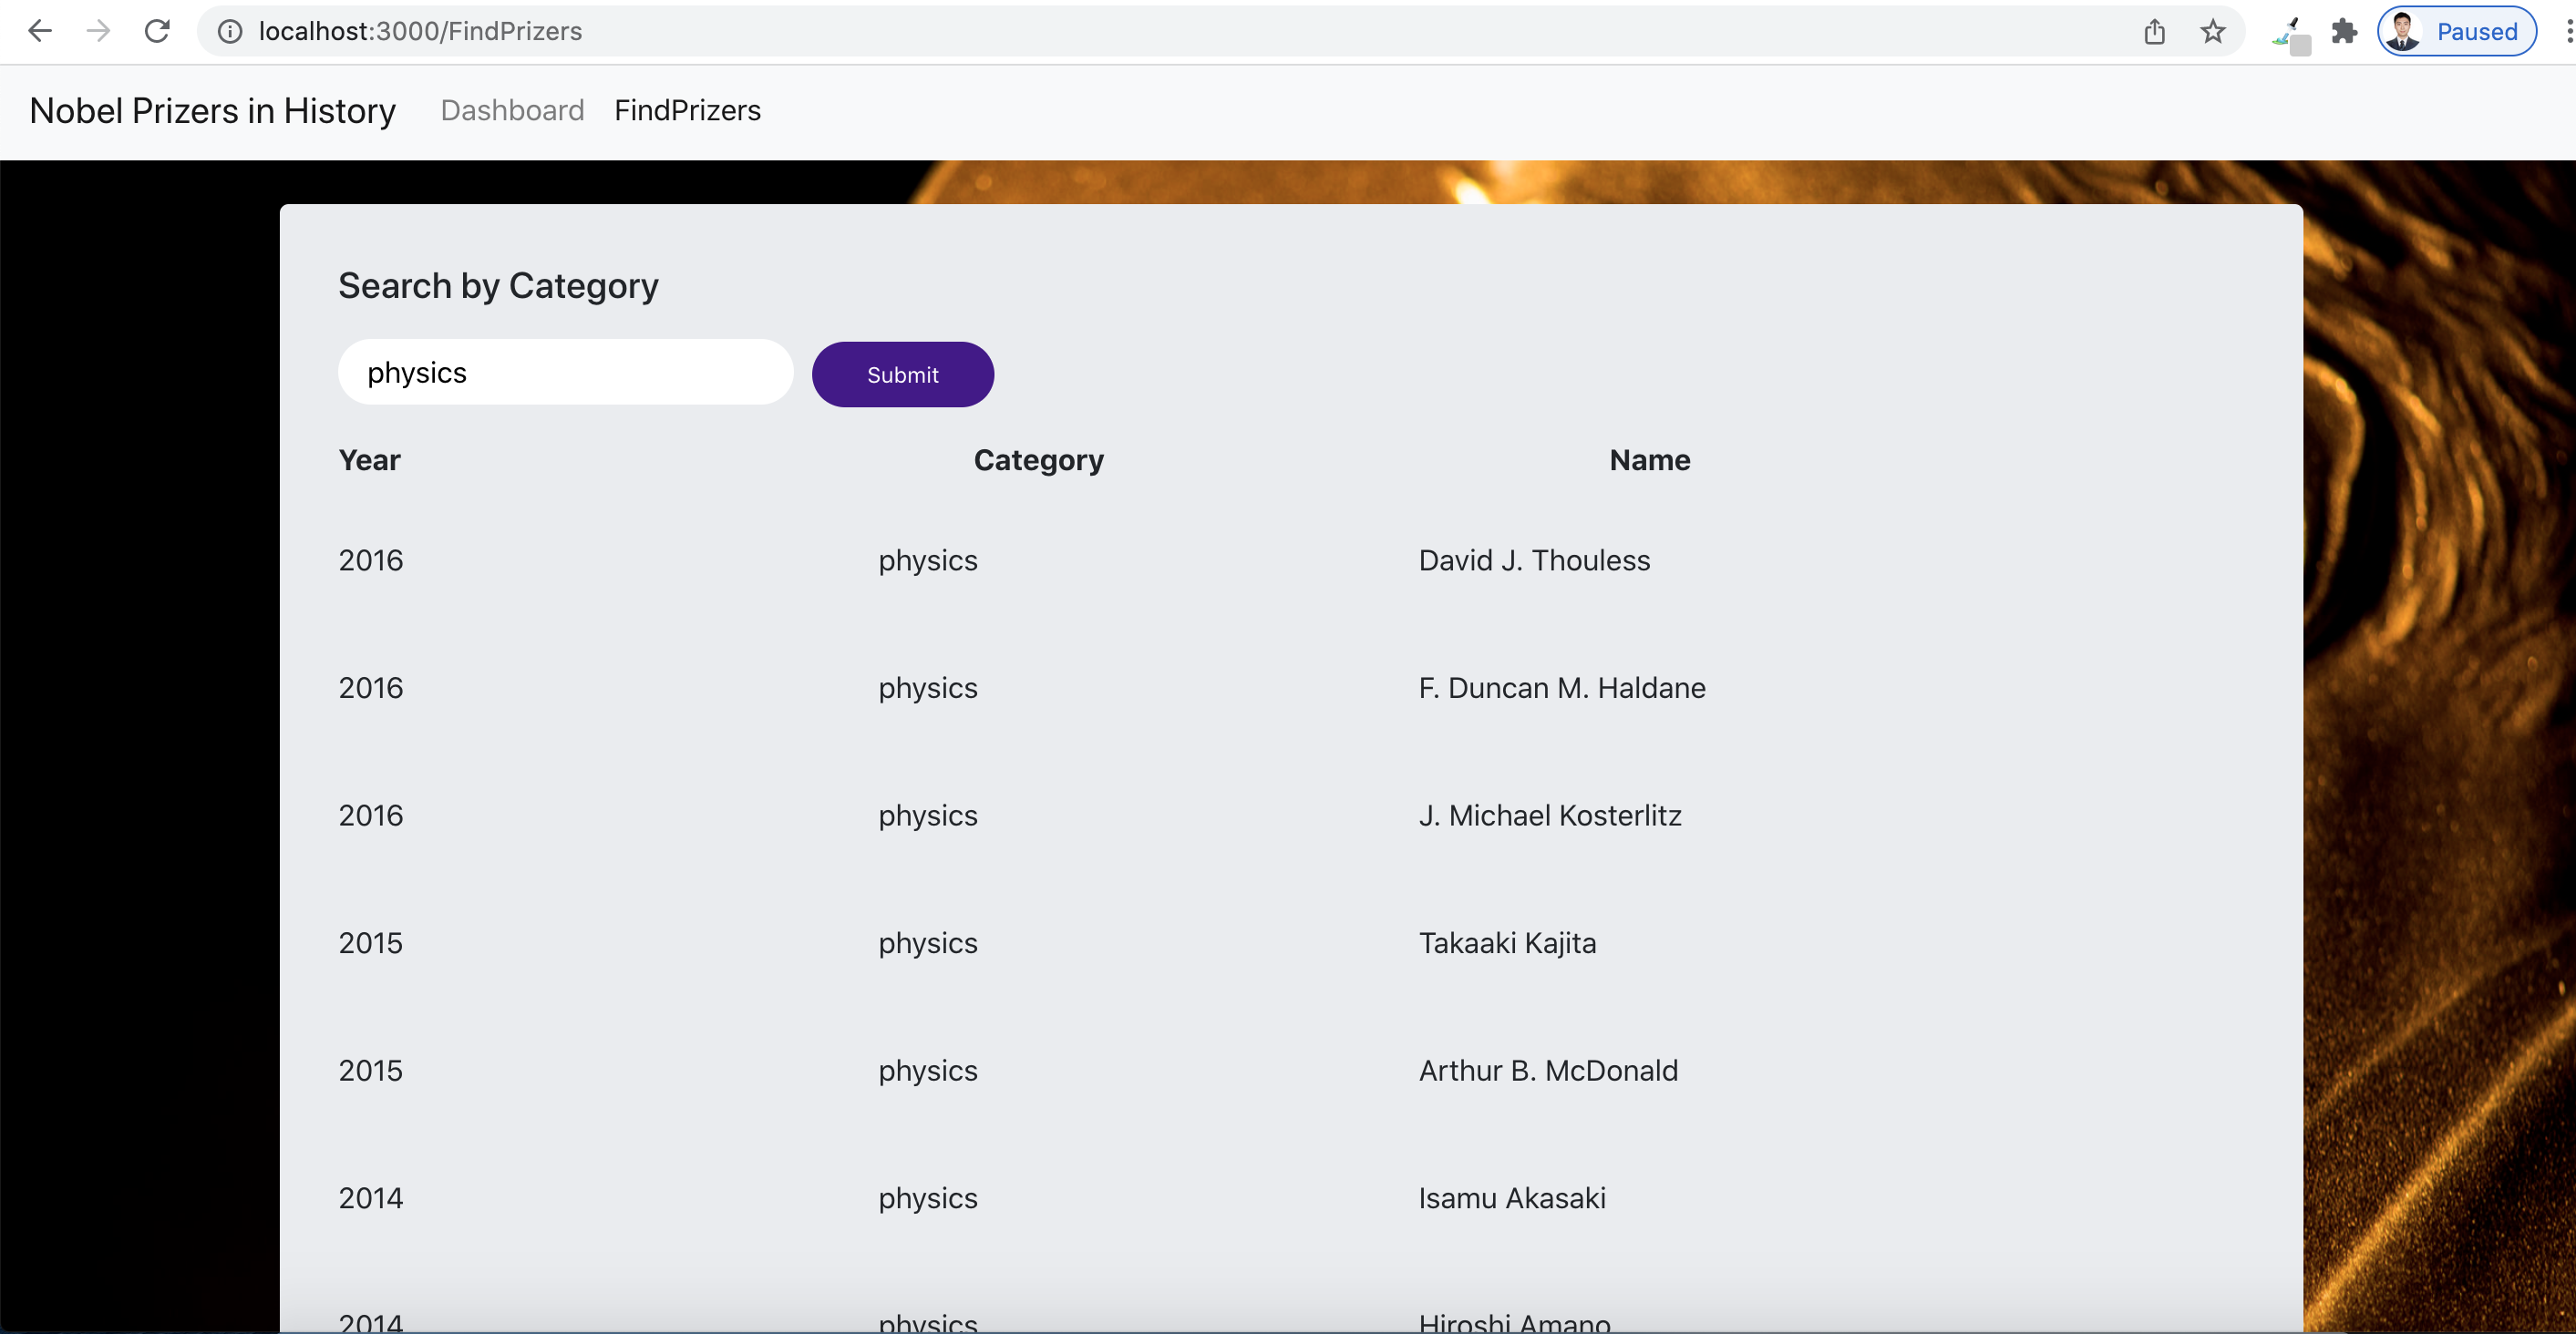 localhost:3000/FindPrizers
Paused
Nobel Prizers in History Dashboard FindPrizers
Search by Category
physics Submit
Year Category Name
2016 physics David J. Thouless
2016 physics F. Duncan M. Haldane
2016 physics J. Michael Kosterlitz
2015 physics Takaaki Kajita
2015 physics Arthur B. McDonald
2014 physics Isamu Akasaki
2014 physics Hiroshi Amano